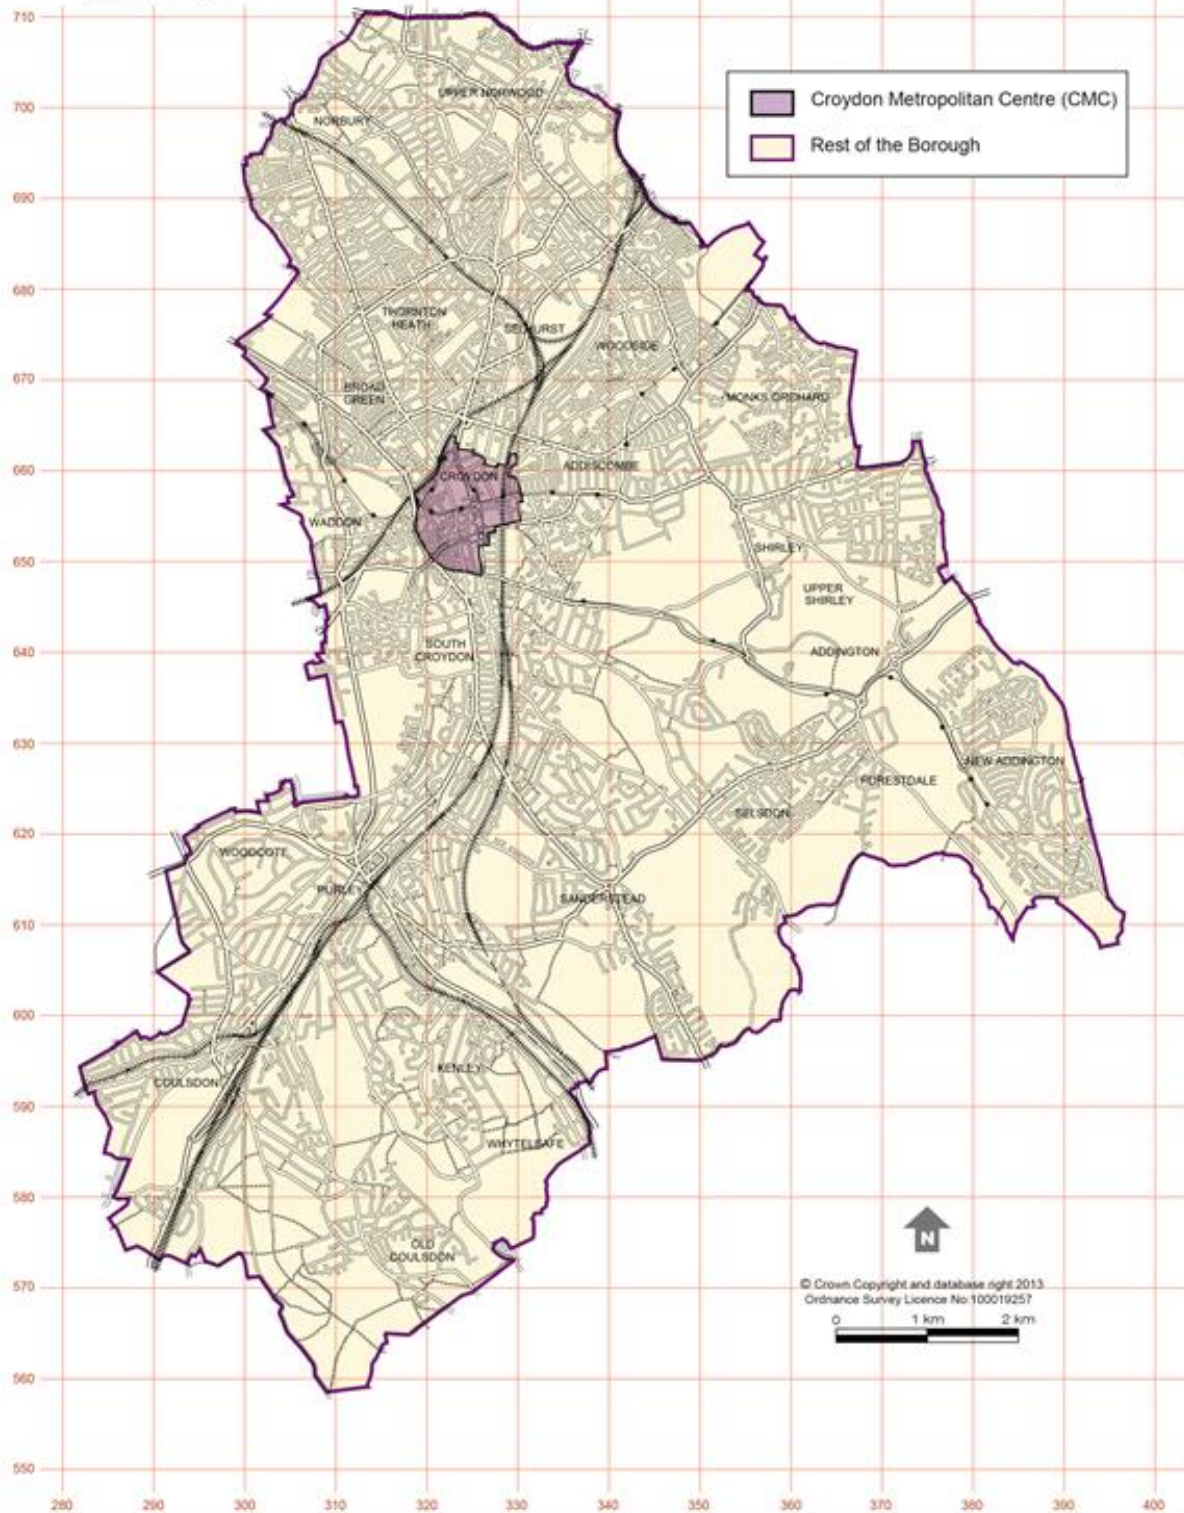 710
700
690
680
670
660
650
640
630
620
610
600
590
580
570
560
550
280
290
300
310
320
330
340
350
360
370
380
390
400
Croydon Metropolitan Centre (CMC)
Rest of the Borough
UPPER NORWOOD
NORBURY
THORNTON
HEATH
SELHURST
WOODSIDE
BROAD
GREEN
MONKS ORCHARD
ADDISCOMBE
CROYDON
WADDON
SHIRLEY
UPPER
SHIRLEY
SOUTH
CROYDON
ADDINGTON
NEW ADDINGTON
FORESTDALE
SELSDON
WOODCOTE
PURLEY
SANDERSTEAD
KENLEY
COULSDON
WHYTELEAFE
OLD
COULSDON
N
© Crown Copyright and database right 2013
Ordnance Survey Licence No:100019257
0 1 km 2 km